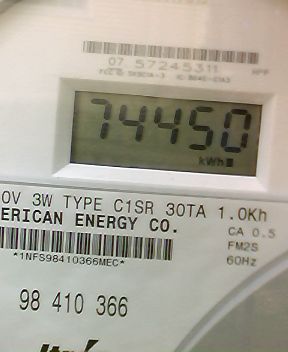 07 57245311
HPP
74450
kWh
0V 3W TYPE C1SR 30TA 1.0Kh
ERICAN ENERGY CO.
CA 0.5
FM2S
60Hz
*1NFS98410366MEC*
98 410 366